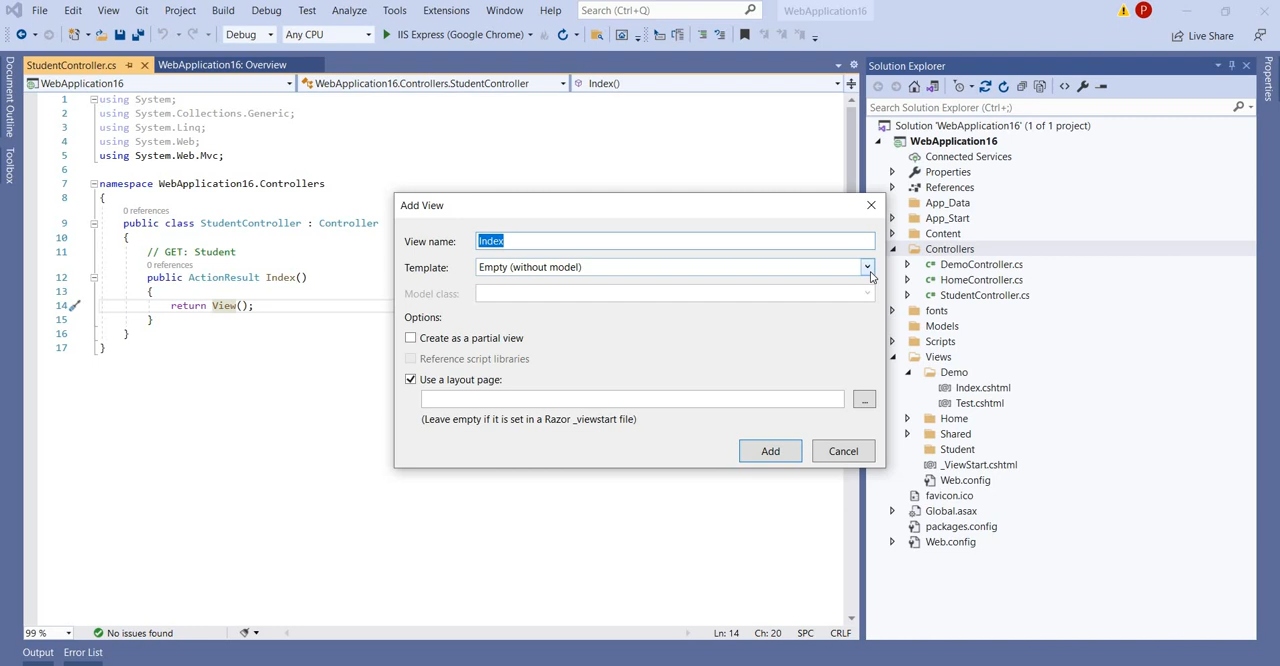 File Edit View Git Project Build Debug Test Analyze Tools Extensions Window Help Search (Ctrl+Q) WebApplication16 P
Debug Any CPU IIS Express (Google Chrome) Live Share
StudentController.cs WebApplication16: Overview
WebApplication16 WebApplication16.Controllers.StudentController Index()
Document Outline
Toolbox
1 using System;
2 using System.Collections.Generic;
3 using System.Linq;
4 using System.Web;
5 using System.Web.Mvc;
6
7 namespace WebApplication16.Controllers
8 {
0 references
9 public class StudentController : Controller
10 {
11 // GET: Student
0 references
12 public ActionResult Index()
13 {
14 return View();
15 }
16 }
17 }
Add View
View name: Index
Template: Empty (without model)
Model class:
Options:
Create as a partial view
Reference script libraries
Use a layout page:
...
(Leave empty if it is set in a Razor _viewstart file)
Add Cancel
Solution Explorer
Search Solution Explorer (Ctrl+;)
Solution 'WebApplication16' (1 of 1 project)
WebApplication16
Connected Services
Properties
References
App_Data
App_Start
Content
Controllers
C# DemoController.cs
C# HomeController.cs
C# StudentController.cs
fonts
Models
Scripts
Views
Demo
Index.cshtml
Test.cshtml
Home
Shared
Student
_ViewStart.cshtml
Web.config
favicon.ico
Global.asax
packages.config
Web.config
Properties
99 % No issues found Ln: 14 Ch: 20 SPC CRLF
Output Error List